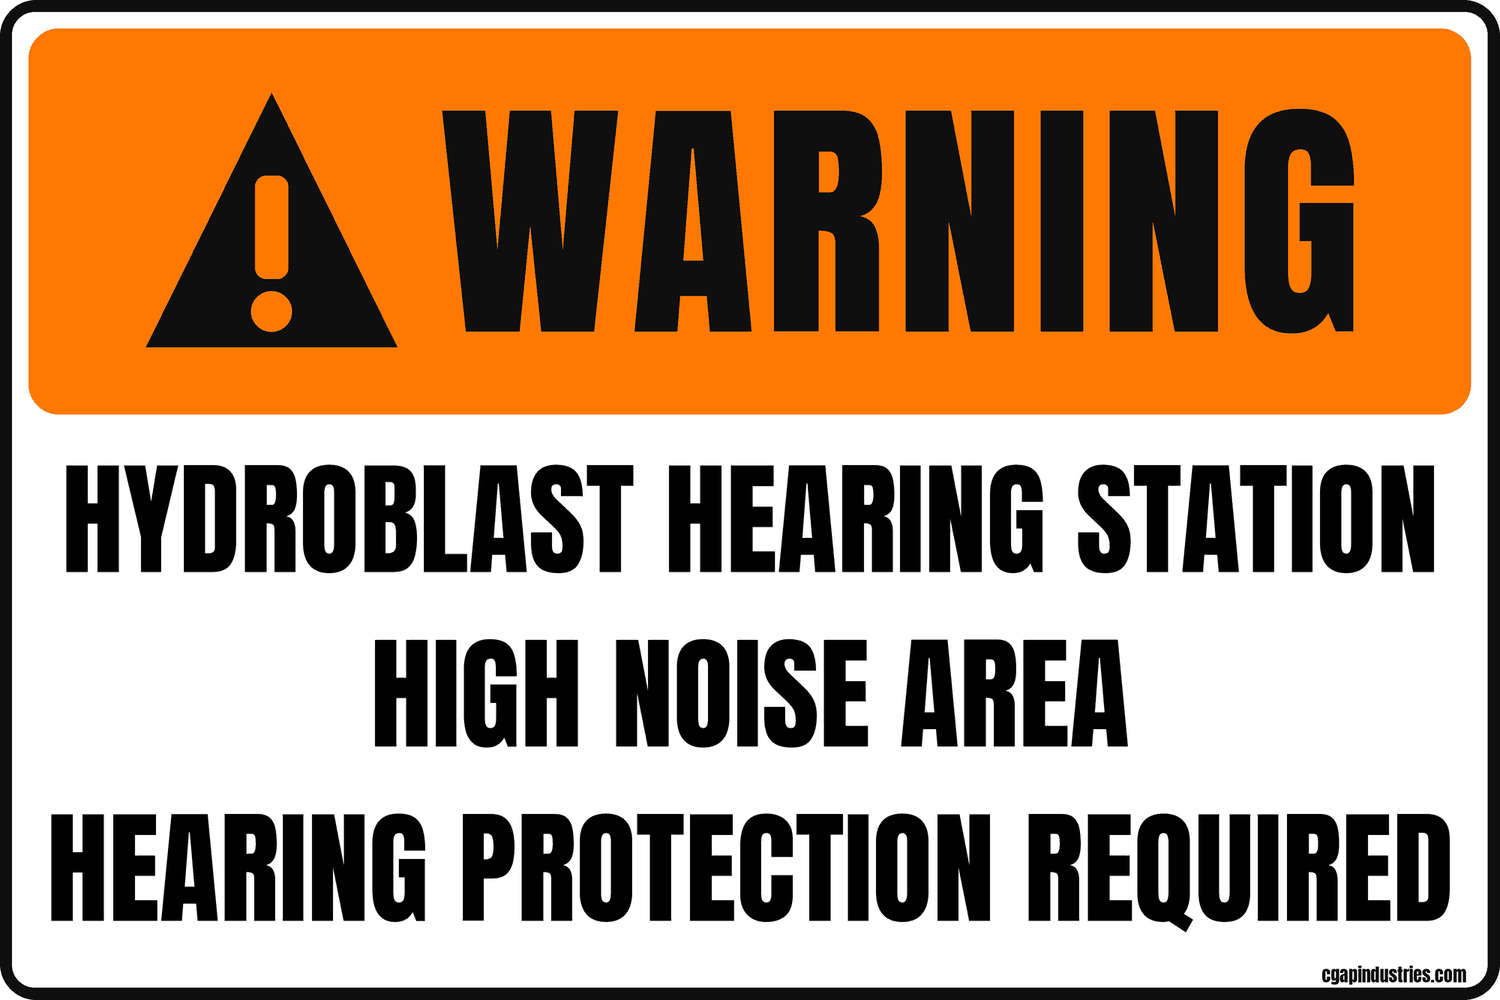 WARNING
HYDROBLAST HEARING STATION
HIGH NOISE AREA
HEARING PROTECTION REQUIRED
cgapindustries.com